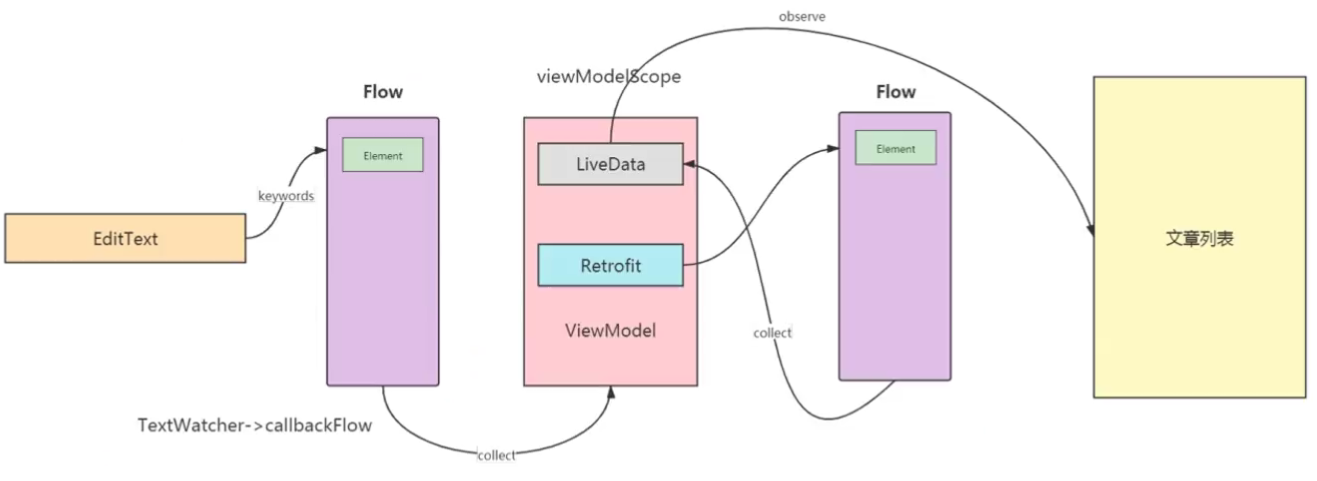 observe
viewModelScope
Flow
Flow
Element
LiveData
Element
keywords
EditText
Retrofit
文章列表
ViewModel
collect
TextWatcher->callbackFlow
collect